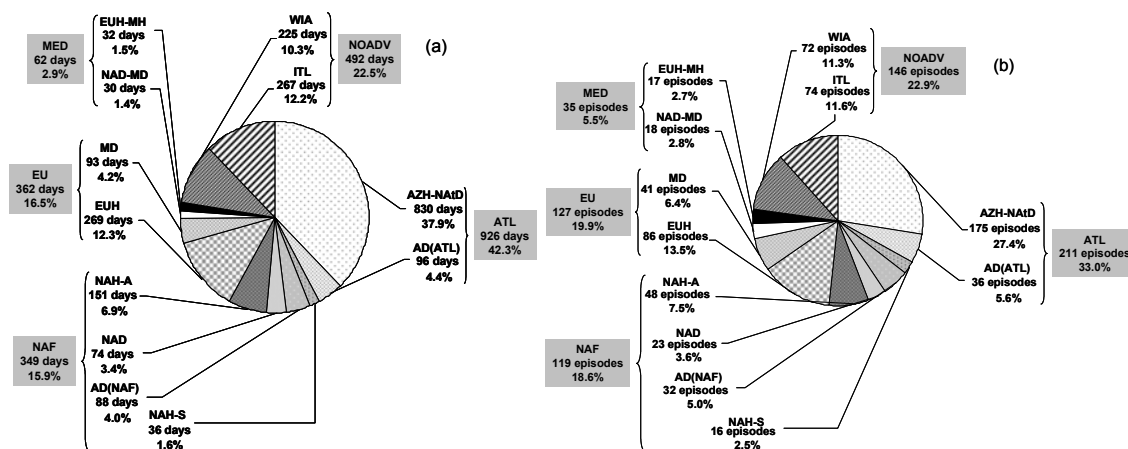 (a)
MED
62 days
2.9%
EUH-MH
32 days
1.5%
NAD-MD
30 days
1.4%
WIA
225 days
10.3%
ITL
267 days
12.2%
NOADV
492 days
22.5%
EU
362 days
16.5%
MD
93 days
4.2%
EUH
269 days
12.3%
AZH-NAtD
830 days
37.9%
AD(ATL)
96 days
4.4%
ATL
926 days
42.3%
NAF
349 days
15.9%
NAH-A
151 days
6.9%
NAD
74 days
3.4%
AD(NAF)
88 days
4.0%
NAH-S
36 days
1.6%
(b)
MED
35 episodes
5.5%
EUH-MH
17 episodes
2.7%
NAD-MD
18 episodes
2.8%
WIA
72 episodes
11.3%
ITL
74 episodes
11.6%
NOADV
146 episodes
22.9%
EU
127 episodes
19.9%
MD
41 episodes
6.4%
EUH
86 episodes
13.5%
AZH-NAtD
175 episodes
27.4%
AD(ATL)
36 episodes
5.6%
ATL
211 episodes
33.0%
NAF
119 episodes
18.6%
NAH-A
48 episodes
7.5%
NAD
23 episodes
3.6%
AD(NAF)
32 episodes
5.0%
NAH-S
16 episodes
2.5%